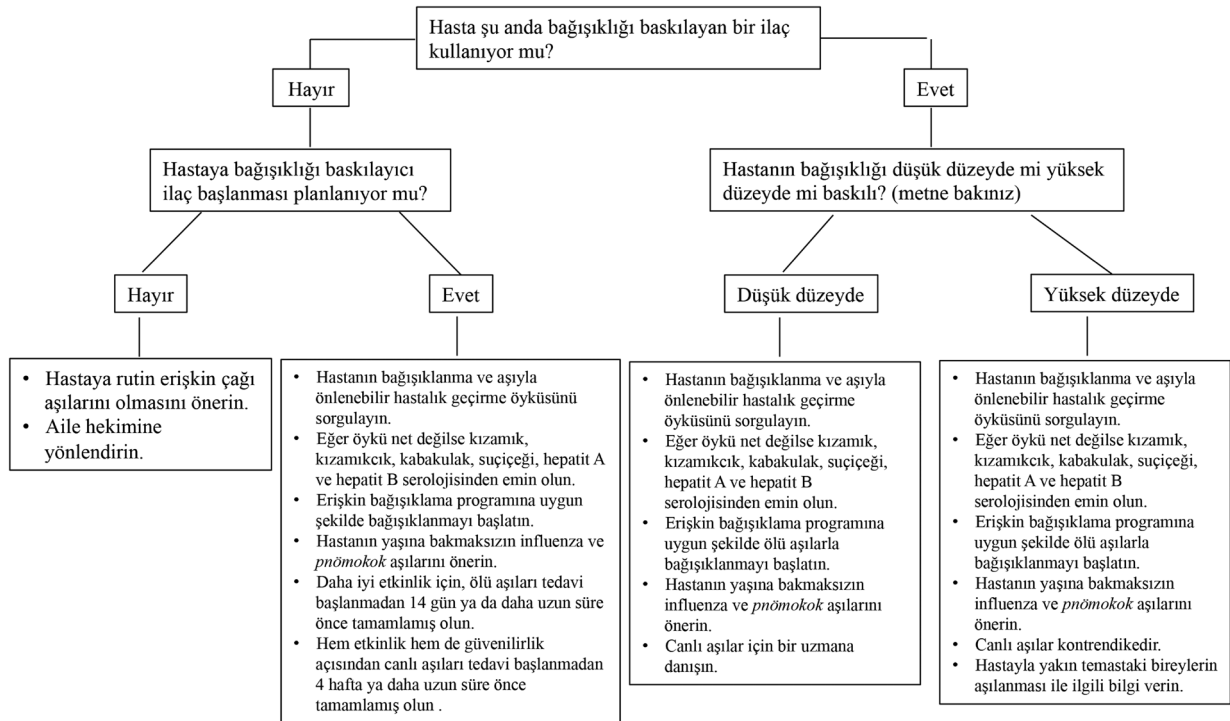 Hasta şu anda bağışıklığı baskılayan bir ilaç
kullanıyor mu?
Hayır
Evet
Hastaya bağışıklığı baskılayıcı
ilaç başlanması planlanıyor mu?
Hastanın bağışıklığı düşük düzeyde mi yüksek
düzeyde mi baskılı? (metne bakınız)
Hayır
Evet
Düşük düzeyde
Yüksek düzeyde
• Hastaya rutin erişkin çağı
aşılarını olmasını önerin.
• Aile hekimine
yönlendirin.
• Hastanın bağışıklanma ve aşıyla
önlenebilir hastalık geçirme öyküsünü
sorgulayın.
• Eğer öykü net değilse kızamık,
kızamıkcık, kabakulak, suçiçeği, hepatit A
ve hepatit B serolojisinden emin olun.
• Erişkin bağışıklama programına uygun
şekilde bağışıklanmayı başlatın.
• Hastanın yaşına bakmaksızın influenza ve
pnömokok aşılarını önerin.
• Daha iyi etkinlik için, ölü aşıları tedavi
başlanmadan 14 gün ya da daha uzun süre
önce tamamlamış olun.
• Hem etkinlik hem de güvenilirlik
açısından canlı aşıları tedavi başlanmadan
4 hafta ya daha uzun süre önce
tamamlamış olun .
• Hastanın bağışıklanma ve aşıyla
önlenebilir hastalık geçirme
öyküsünü sorgulayın.
• Eğer öykü net değilse kızamık,
kızamıkcık, kabakulak, suçiçeği,
hepatit A ve hepatit B
serolojisinden emin olun.
• Erişkin bağışıklama programına
uygun şekilde ölü aşılarla
bağışıklanmayı başlatın.
• Hastanın yaşına bakmaksızın
influenza ve pnömokok aşılarını
önerin.
• Canlı aşılar için bir uzmana
danışın.
• Hastanın bağışıklanma ve aşıyla
önlenebilir hastalık geçirme
öyküsünü sorgulayın.
• Eğer öykü net değilse kızamık,
kızamıkcık, kabakulak, suçiçeği,
hepatit A ve hepatit B
serolojisinden emin olun.
• Erişkin bağışıklama programına
uygun şekilde ölü aşılarla
bağışıklanmayı başlatın.
• Hastanın yaşına bakmaksızın
influenza ve pnömokok aşılarını
önerin.
• Canlı aşılar kontrendikedir.
• Hastayla yakın temastaki bireylerin
aşılanması ile ilgili bilgi verin.